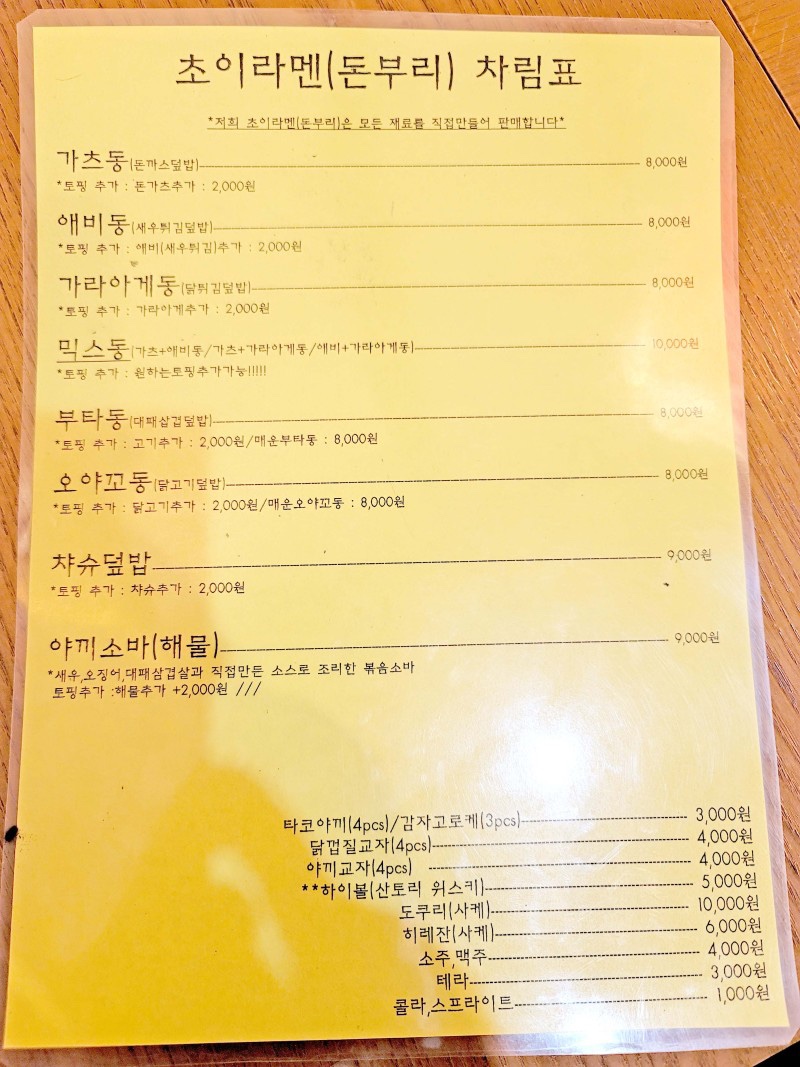 초이라멘(돈부리) 차림표
*저희 초이라멘(돈부리)은 모든 재료를 직접만들어 판매합니다*
가츠동(돈까스덮밥) 8,000원
*토핑 추가 : 돈가츠추가 : 2,000원
애비동(새우튀김덮밥) 8,000원
*토핑 추가 : 애비(새우튀김)추가 : 2,000원
가라아게동(닭튀김덮밥) 8,000원
*토핑 추가 : 가라아게추가 : 2,000원
믹스동(가츠+애비동/가츠+가라아게동/애비+가라아게동) 10,000원
*토핑 추가 : 원하는토핑추가가능!!!!!
부타동(대패삽겹덮밥) 8,000원
*토핑 추가 : 고기추가 : 2,000원/매운부타동 : 8,000원
오야꼬동(닭고기덮밥) 8,000원
*토핑 추가 : 닭고기추가 : 2,000원/매운오야꼬동 : 8,000원
챠슈덮밥 9,000원
*토핑 추가 : 챠슈추가 : 2,000원
야끼소바(해물) 9,000원
*새우,오징어,대패삼겹살과 직접만든 소스로 조리한 볶음소바
토핑추가 :해물추가 +2,000원 ///
타코야끼(4pcs)/감자고로케(3pcs) 3,000원
닭껍질교자(4pcs) 4,000원
야끼교자(4pcs) 4,000원
**하이볼(산토리 위스키) 5,000원
도쿠리(사케) 10,000원
히레잔(사케) 6,000원
소주,맥주 4,000원
테라 3,000원
콜라,스프라이트 1,000원